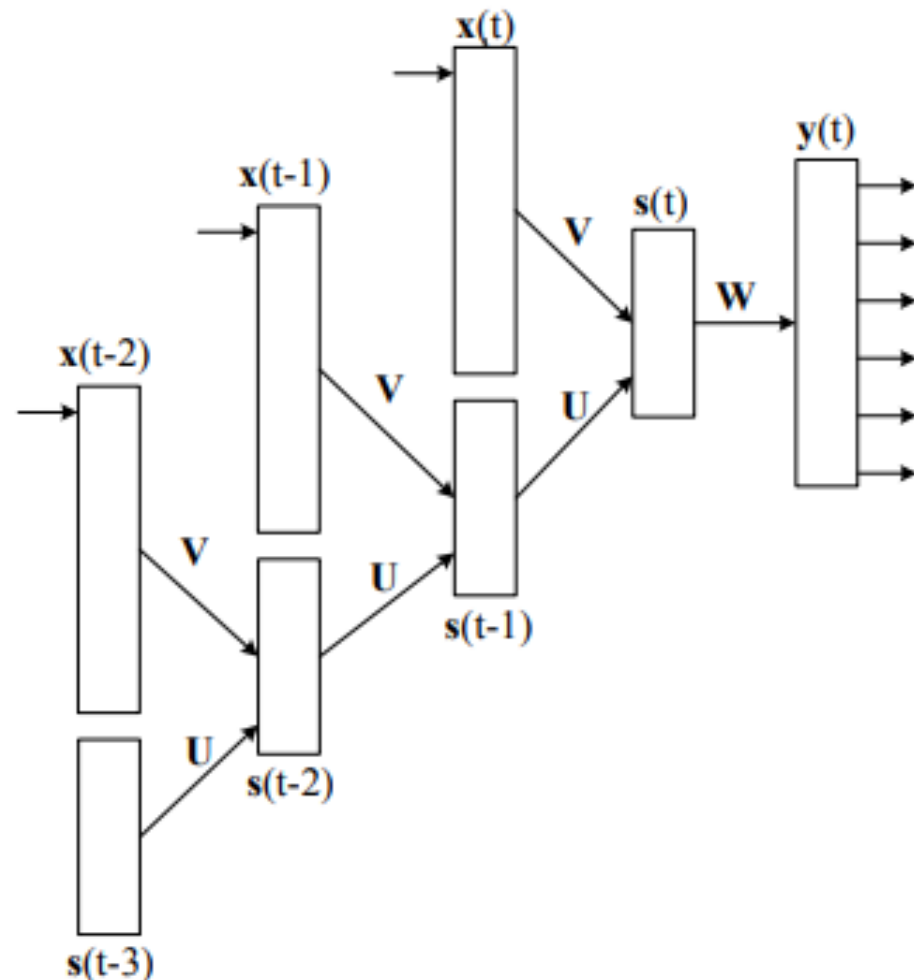 x(t)
y(t)
x(t-1)
s(t)
V
W
x(t-2)
V
U
V
U
s(t-1)
U
s(t-2)
s(t-3)